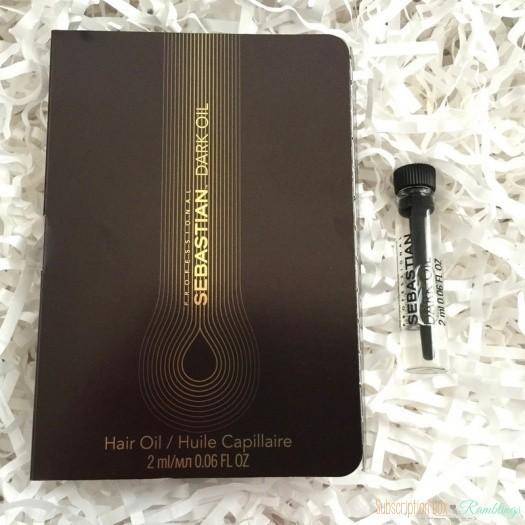 PROFESSIONAL
SEBASTIAN DARK OIL
Hair Oil / Huile Capillaire
2 ml/мл 0.06 FL OZ
PROFESSIONAL
SEBASTIAN
DARK OIL
2 ml 0.06 FL OZ
Subscription Box Ramblings